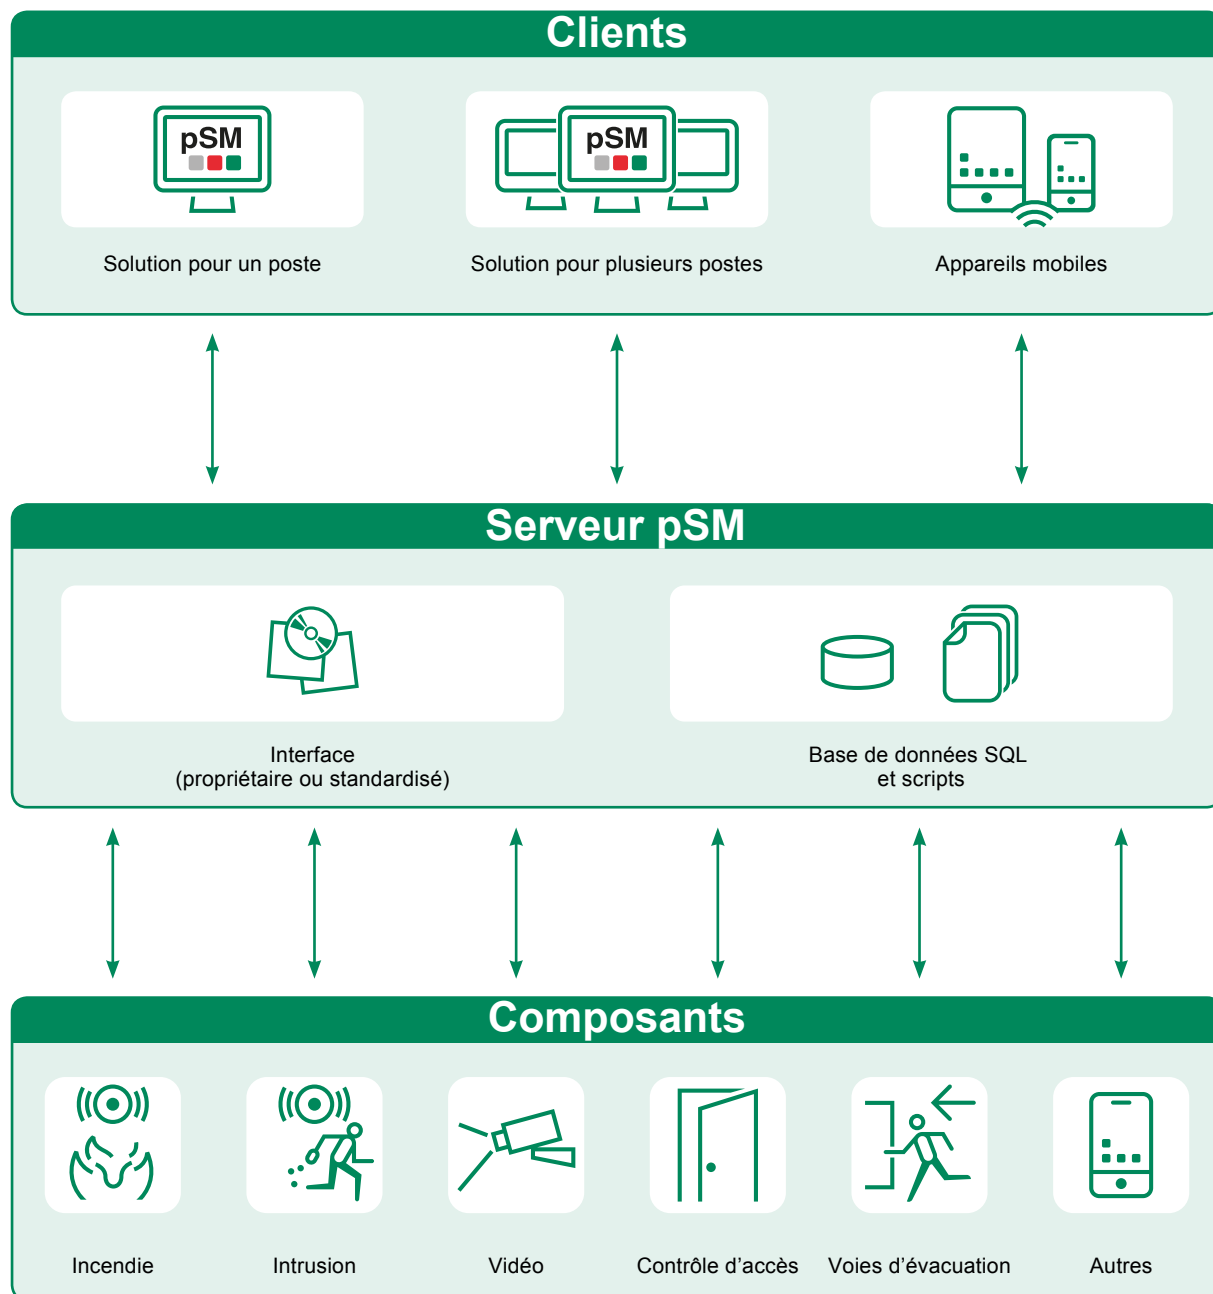 Clients
pSM
pSM
Solution pour un poste
Solution pour plusieurs postes
Appareils mobiles
Serveur pSM
Interface
(propriétaire ou standardisé)
Base de données SQL
et scripts
Composants
Incendie
Intrusion
Vidéo
Contrôle d'accès
Voies d'évacuation
Autres